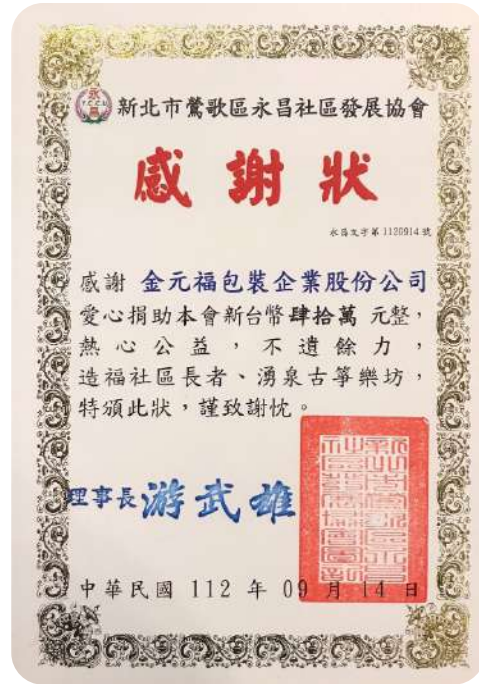 新北市鶯歌區永昌社區發展協會
感謝狀
永昌文字第1120914號
感謝 金元福包裝企業股份公司
愛心捐助本會新台幣肆拾萬 元整，
熱心公益，不遺餘力，
造福社區長者、湧泉古箏樂坊，
特頒此狀，謹致謝忱。
理事長 游武雄
中華民國 112 年 09 月 14 日